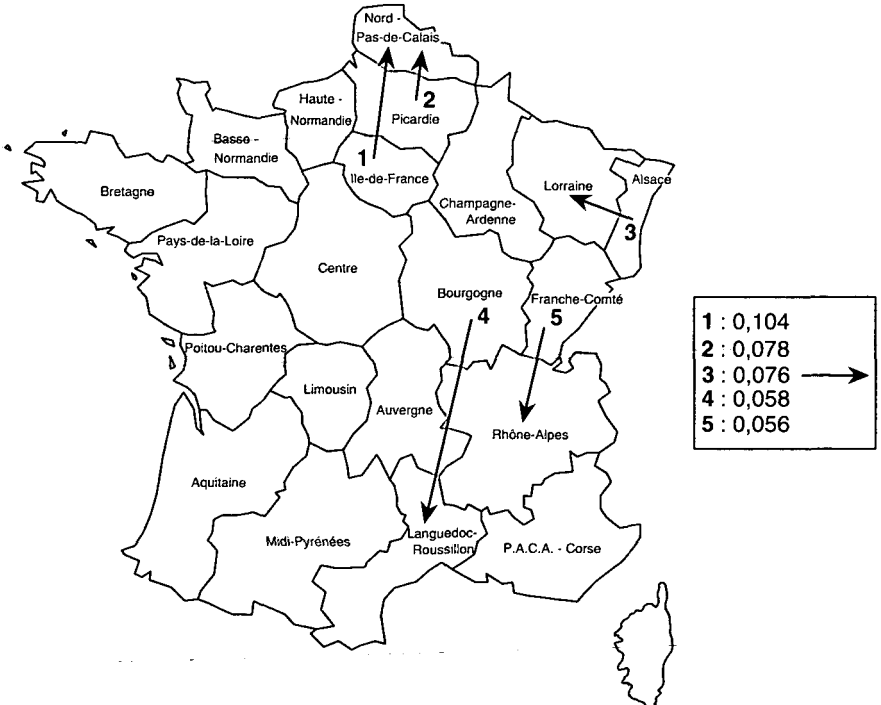 Nord -
Pas-de-Calais
2
Haute -
Normandie
Picardie
Basse -
Normandie
1
Ile-de-France
Lorraine
Alsace
Bretagne
Champagne-
Ardenne
3
Pays-de-la-Loire
Centre
Bourgogne
4
Franche-Comté
5
Poitou-Charentes
Limousin
Auvergne
Rhône-Alpes
Aquitaine
Midi-Pyrénées
Languedoc-
Roussillon
P.A.C.A. - Corse
1 : 0,104
2 : 0,078
3 : 0,076
4 : 0,058
5 : 0,056